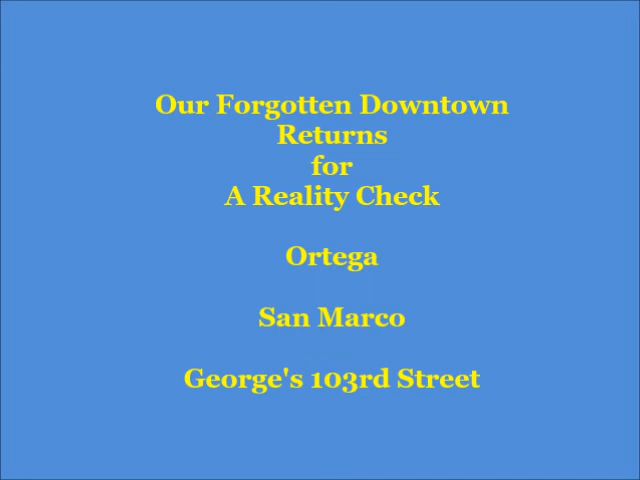 Our Forgotten Downtown
Returns
for
A Reality Check
Ortega
San Marco
George's 103rd Street